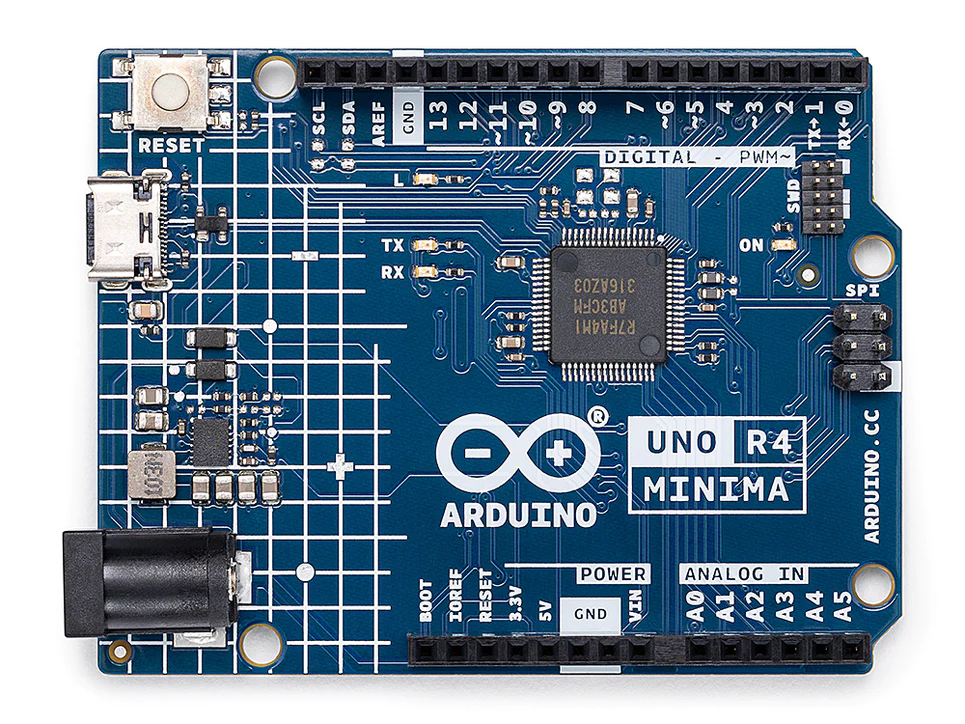 RESET
SCL
SDA
AREF
GND
13
12
~11
~10
~9
8
7
~6
~5
4
~3
2
TX→1
RX←0
DIGITAL - PWM~
L
TX
RX
SWD
ON
SPI
R7FA4M1
AB3CFM
316AZ03
®
UNO R4
MINIMA
ARDUINO
ARDUINO.CC
POWER
ANALOG IN
BOOT
IOREF
RESET
3.3V
5V
GND
VIN
A0
A1
A2
A3
A4
A5